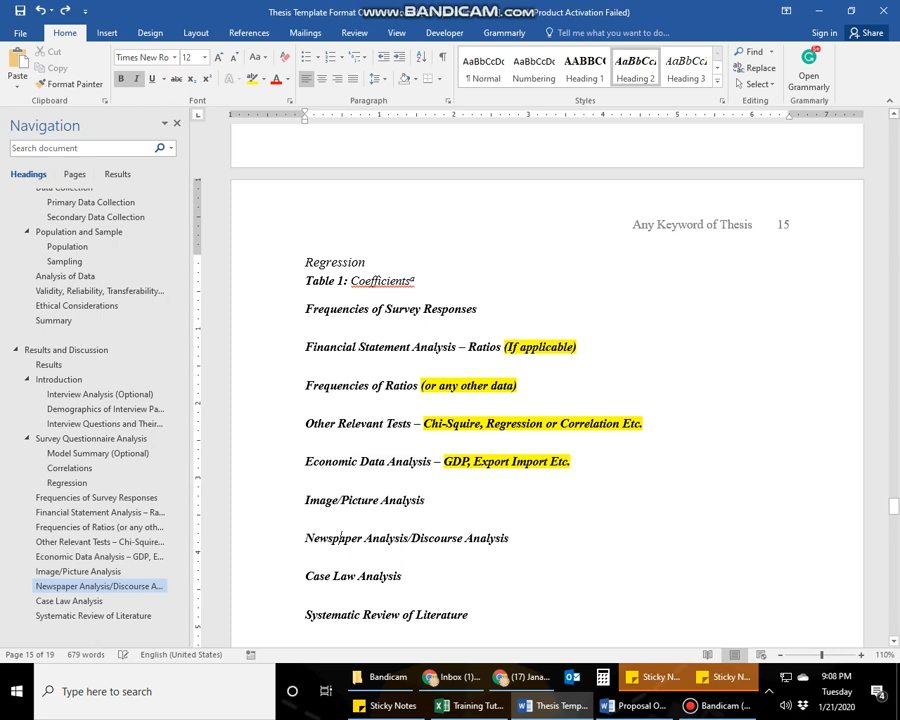 Thesis Template Format C
www.BANDICAM.com
(Product Activation Failed)
File
Home
Insert
Design
Layout
References
Mailings
Review
View
Developer
Grammarly
Tell me what you want to do
Sign in
Share
Paste
Cut
Copy
Format Painter
Clipboard
Times New Ro
12
Font
Paragraph
AaBbCcDc
¶ Normal
AaBbCcDc
Numbering
AABBC
Heading 1
AaBbCcI
Heading 2
AaBbCcI
Heading 3
Styles
Find
Replace
Select
Editing
Open
Grammarly
Grammarly
Navigation
Search document
Headings
Pages
Results
Data Collection
Primary Data Collection
Secondary Data Collection
Population and Sample
Population
Sampling
Analysis of Data
Validity, Reliability, Transferability...
Ethical Considerations
Summary
Results and Discussion
Results
Introduction
Interview Analysis (Optional)
Demographics of Interview Pa...
Interview Questions and Their...
Survey Questionnaire Analysis
Model Summary (Optional)
Correlations
Regression
Frequencies of Survey Responses
Financial Statement Analysis – Ra...
Frequencies of Ratios (or any oth...
Other Relevant Tests – Chi-Squire...
Economic Data Analysis – GDP, E...
Image/Picture Analysis
Newspaper Analysis/Discourse A...
Case Law Analysis
Systematic Review of Literature
Any Keyword of Thesis 15
Regression
Table 1: Coefficientsa
Frequencies of Survey Responses
Financial Statement Analysis – Ratios (If applicable)
Frequencies of Ratios (or any other data)
Other Relevant Tests – Chi-Squire, Regression or Correlation Etc.
Economic Data Analysis – GDP, Export Import Etc.
Image/Picture Analysis
Newspaper Analysis/Discourse Analysis
Case Law Analysis
Systematic Review of Literature
Page 15 of 19
679 words
English (United States)
110%
Type here to search
Bandicam
Inbox (1)...
(17) Jana...
Sticky N...
Sticky N...
Sticky Notes
Training Tut...
Thesis Temp...
Proposal O...
Bandicam (...
9:08 PM
Tuesday
1/21/2020
4